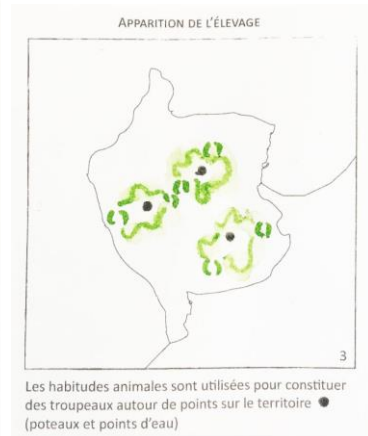 APPARITION DE L'ÉLEVAGE
3
Les habitudes animales sont utilisées pour constituer
des troupeaux autour de points sur le territoire ●
(poteaux et points d'eau)